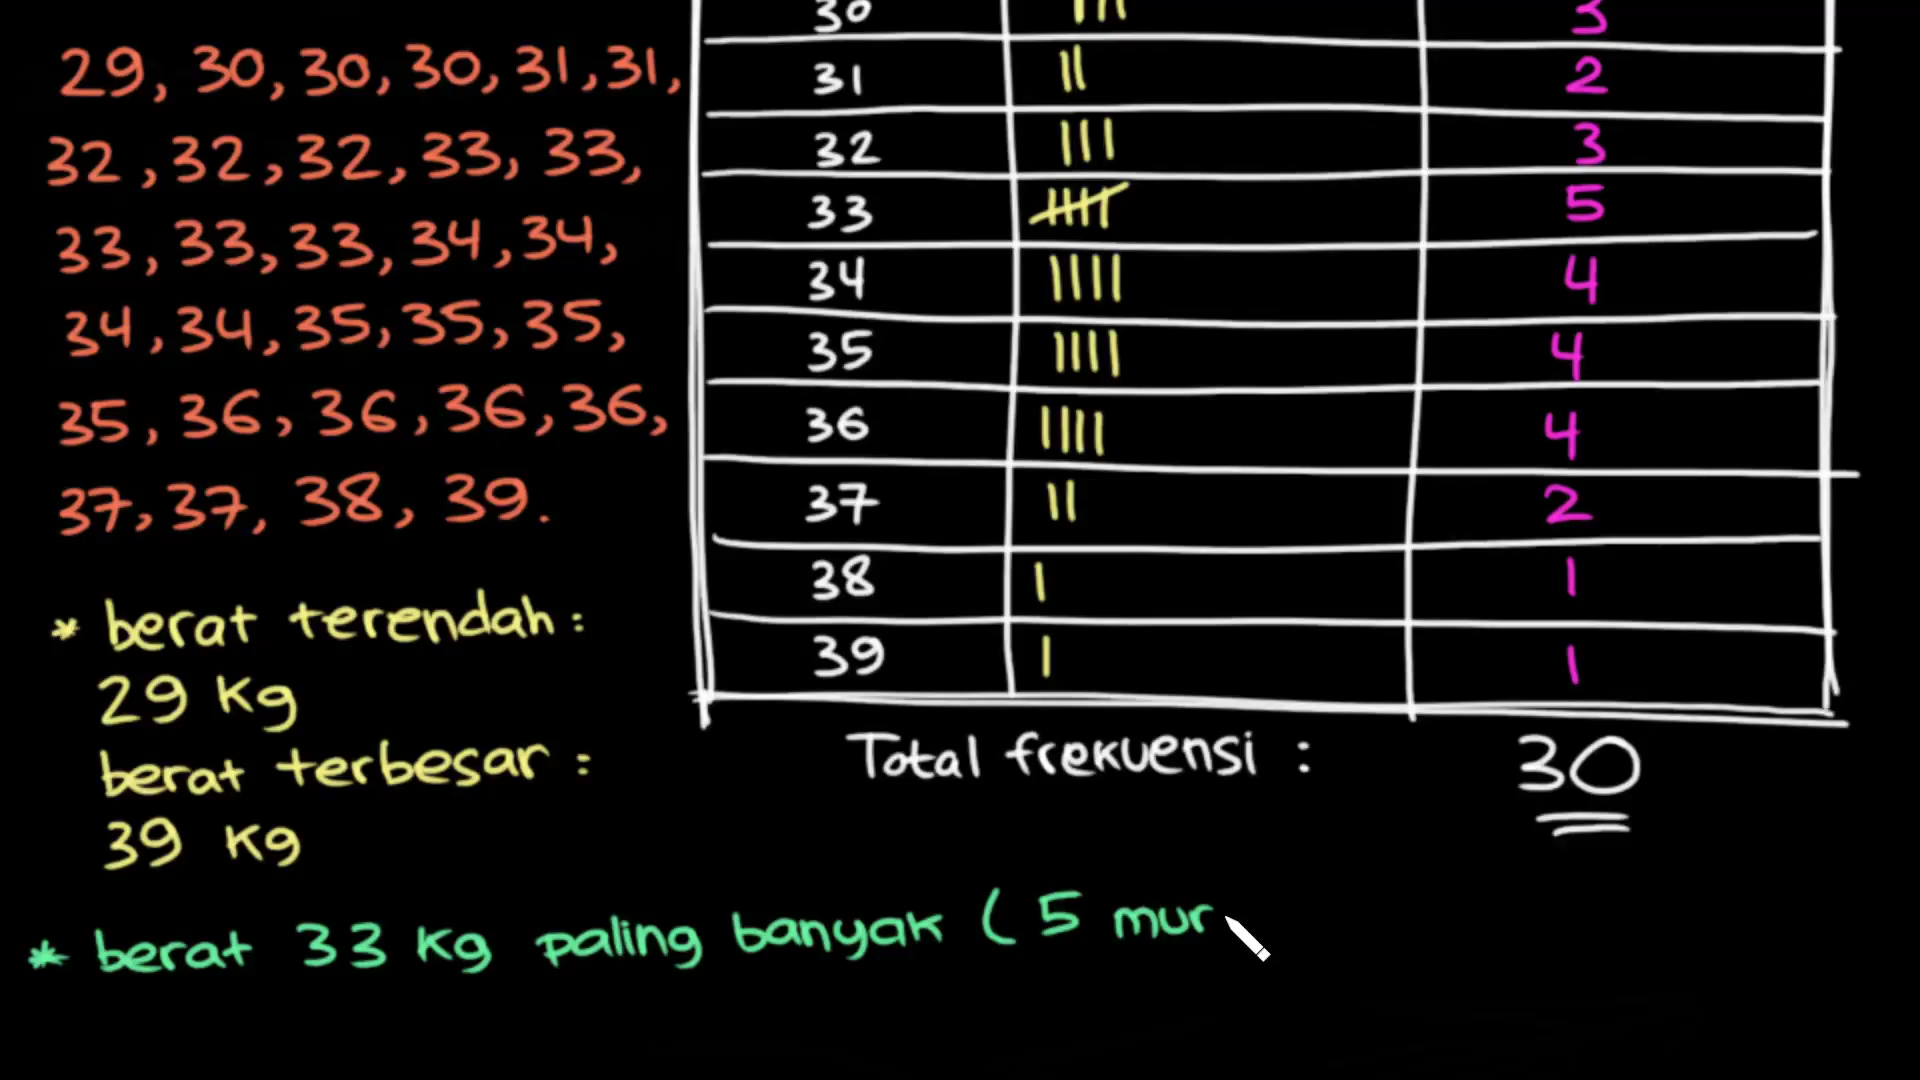 29, 30, 30, 30, 31, 31,
32, 32, 32, 33, 33,
33, 33, 33, 34, 34,
34, 34, 35, 35, 35,
35, 36, 36, 36, 36,
37, 37, 38, 39.
* berat terendah :
29 Kg
berat terbesar :
39 Kg
30 3
31 2
32 3
33 5
34 4
35 4
36 4
37 2
38 1
39 1
Total frekuensi : 30
* berat 33 Kg paling banyak ( 5 mur